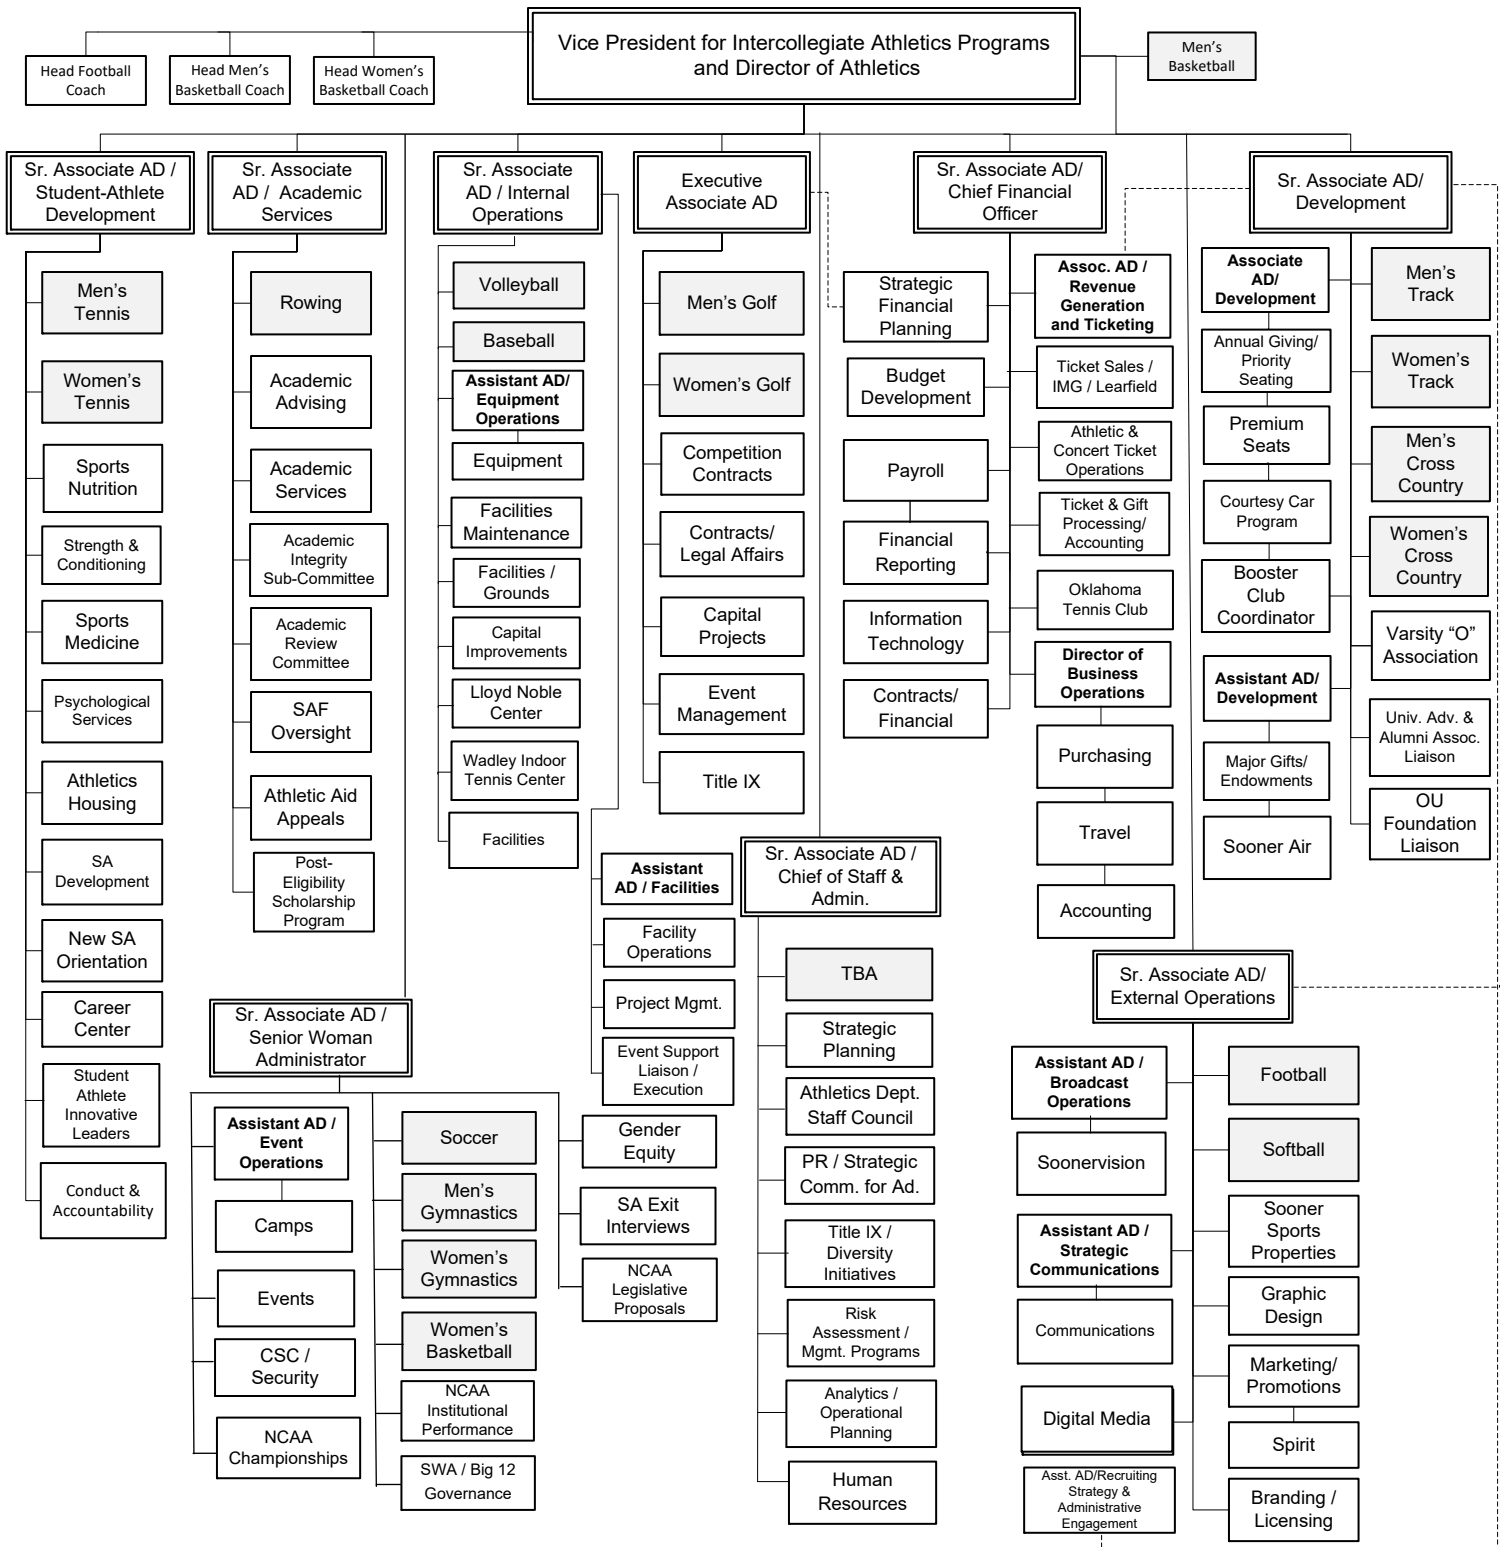 Vice President for Intercollegiate Athletics Programs
and Director of Athletics
Head Football
Coach
Head Men’s
Basketball Coach
Head Women’s
Basketball Coach
Men’s
Basketball
Sr. Associate AD /
Student-Athlete
Development
Men’s
Tennis
Women’s
Tennis
Sports
Nutrition
Strength &
Conditioning
Sports
Medicine
Psychological
Services
Athletics
Housing
SA
Development
New SA
Orientation
Career
Center
Student
Athlete
Innovative
Leaders
Conduct &
Accountability
Sr. Associate
AD / Academic
Services
Rowing
Academic
Advising
Academic
Services
Academic
Integrity
Sub-Committee
Academic
Review
Committee
SAF
Oversight
Athletic Aid
Appeals
Post-
Eligibility
Scholarship
Program
Sr. Associate
AD / Internal
Operations
Volleyball
Baseball
Assistant AD/
Equipment
Operations
Equipment
Facilities
Maintenance
Facilities /
Grounds
Capital
Improvements
Lloyd Noble
Center
Wadley Indoor
Tennis Center
Facilities
Assistant
AD / Facilities
Facility
Operations
Project Mgmt.
Event Support
Liaison /
Execution
Executive
Associate AD
Men’s Golf
Women’s Golf
Competition
Contracts
Contracts/
Legal Affairs
Capital
Projects
Event
Management
Title IX
Sr. Associate AD/
Chief Financial
Officer
Strategic
Financial
Planning
Budget
Development
Payroll
Financial
Reporting
Information
Technology
Contracts/
Financial
Assoc. AD /
Revenue
Generation
and Ticketing
Ticket Sales /
IMG / Learfield
Athletic &
Concert Ticket
Operations
Ticket & Gift
Processing/
Accounting
Oklahoma
Tennis Club
Director of
Business
Operations
Purchasing
Travel
Accounting
Sr. Associate AD/
Development
Associate
AD/
Development
Annual Giving/
Priority
Seating
Premium
Seats
Courtesy Car
Program
Booster
Club
Coordinator
Assistant AD/
Development
Major Gifts/
Endowments
Sooner Air
Men’s
Track
Women’s
Track
Men’s
Cross
Country
Women’s
Cross
Country
Varsity “O”
Association
Univ. Adv. &
Alumni Assoc.
Liaison
OU
Foundation
Liaison
Sr. Associate AD /
Senior Woman
Administrator
Assistant AD /
Event
Operations
Camps
Events
CSC /
Security
NCAA
Championships
Soccer
Men’s
Gymnastics
Women’s
Gymnastics
Women’s
Basketball
NCAA
Institutional
Performance
SWA / Big 12
Governance
Gender
Equity
SA Exit
Interviews
NCAA
Legislative
Proposals
Sr. Associate AD /
Chief of Staff &
Admin.
TBA
Strategic
Planning
Athletics Dept.
Staff Council
PR / Strategic
Comm. for Ad.
Title IX /
Diversity
Initiatives
Risk
Assessment /
Mgmt. Programs
Analytics /
Operational
Planning
Human
Resources
Sr. Associate AD/
External Operations
Assistant AD /
Broadcast
Operations
Soonervision
Assistant AD /
Strategic
Communications
Communications
Digital Media
Asst. AD/Recruiting
Strategy &
Administrative
Engagement
Football
Softball
Sooner
Sports
Properties
Graphic
Design
Marketing/
Promotions
Spirit
Branding /
Licensing